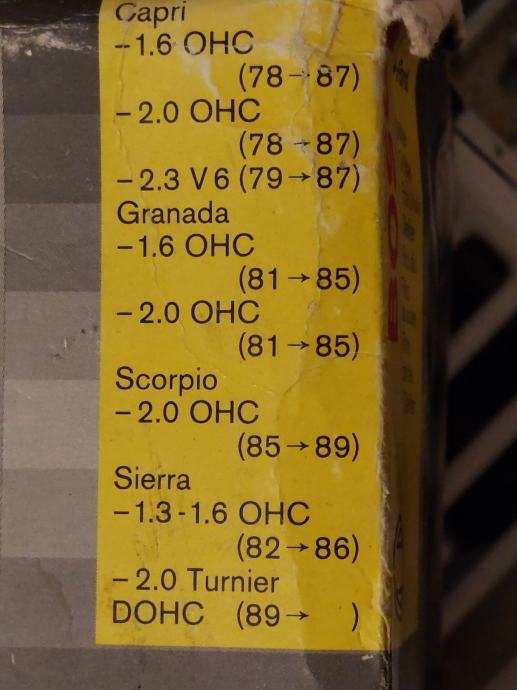 Capri
-1.6 OHC
(78→87)
-2.0 OHC
(78→87)
-2.3 V6 (79→87)
Granada
-1.6 OHC
(81→85)
-2.0 OHC
(81→85)
Scorpio
-2.0 OHC
(85→89)
Sierra
-1.3-1.6 OHC
(82→86)
-2.0 Turnier
DOHC (89→ )